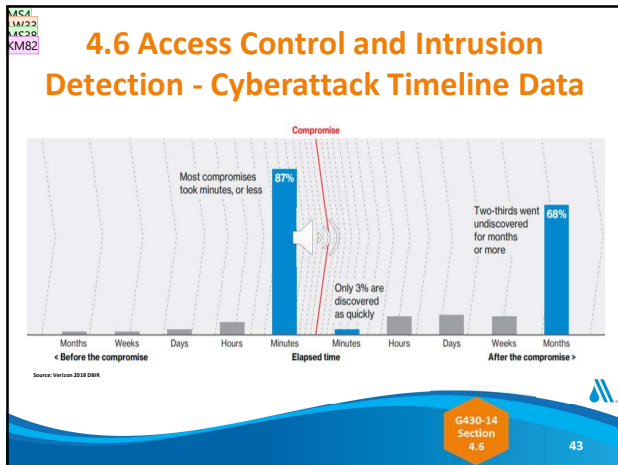 MS4
LW33
MS38
KM82
4.6 Access Control and Intrusion
Detection - Cyberattack Timeline Data
Compromise
Most compromises
took minutes, or less
87%
Two-thirds went
undiscovered
for months
or more
68%
Only 3% are
discovered
as quickly
Months Weeks Days Hours Minutes Minutes Hours Days Weeks Months
< Before the compromise Elapsed time After the compromise >
Source: Verizon 2018 DBIR
G430-14
Section
4.6
43